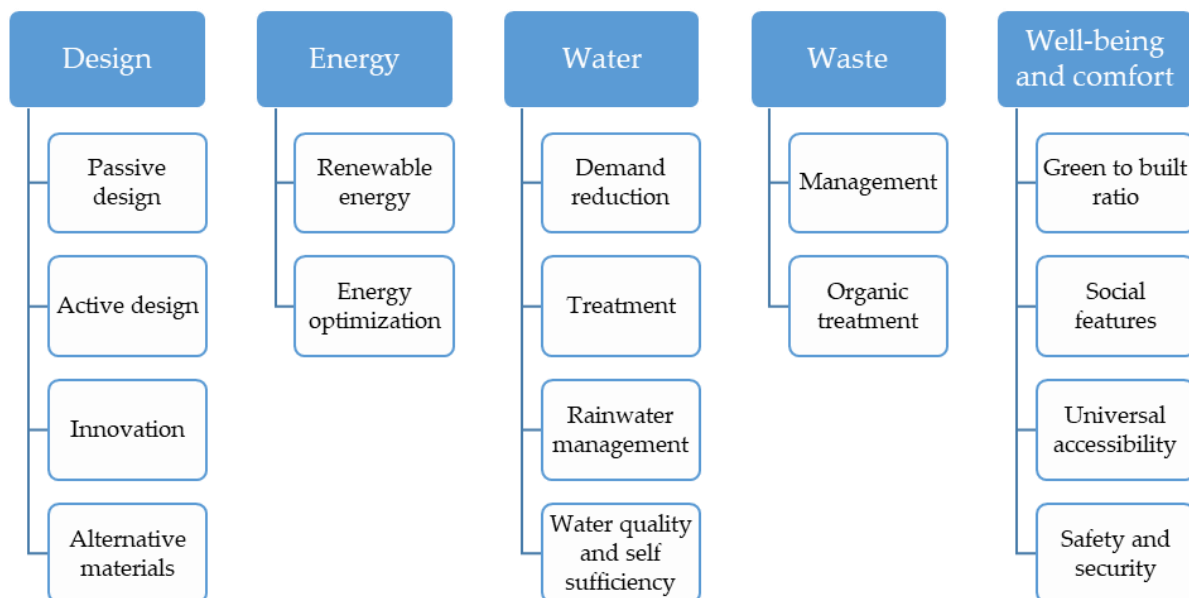 Design
Passive
design
Active design
Innovation
Alternative
materials
Energy
Renewable
energy
Energy
optimization
Water
Demand
reduction
Treatment
Rainwater
management
Water quality
and self
sufficiency
Waste
Management
Organic
treatment
Well-being
and comfort
Green to built
ratio
Social
features
Universal
accessibility
Safety and
security